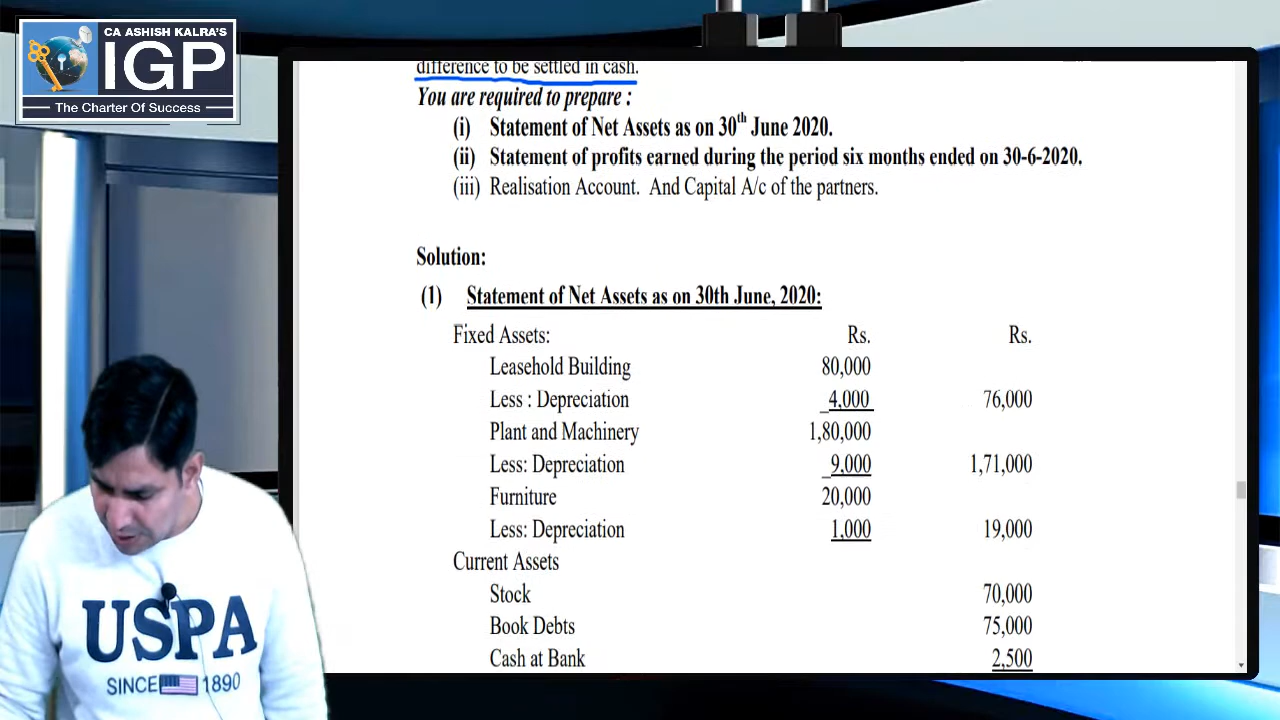 CA ASHISH KALRA'S
IGP
The Charter Of Success
difference to be settled in cash.
You are required to prepare :
(i) Statement of Net Assets as on 30th June 2020.
(ii) Statement of profits earned during the period six months ended on 30-6-2020.
(iii) Realisation Account. And Capital A/c of the partners.
Solution:
(1) Statement of Net Assets as on 30th June, 2020:
Fixed Assets: Rs. Rs.
Leasehold Building 80,000
Less : Depreciation 4,000 76,000
Plant and Machinery 1,80,000
Less: Depreciation 9,000 1,71,000
Furniture 20,000
Less: Depreciation 1,000 19,000
Current Assets
Stock 70,000
Book Debts 75,000
Cash at Bank 2,500
USPA
SINCE 1890